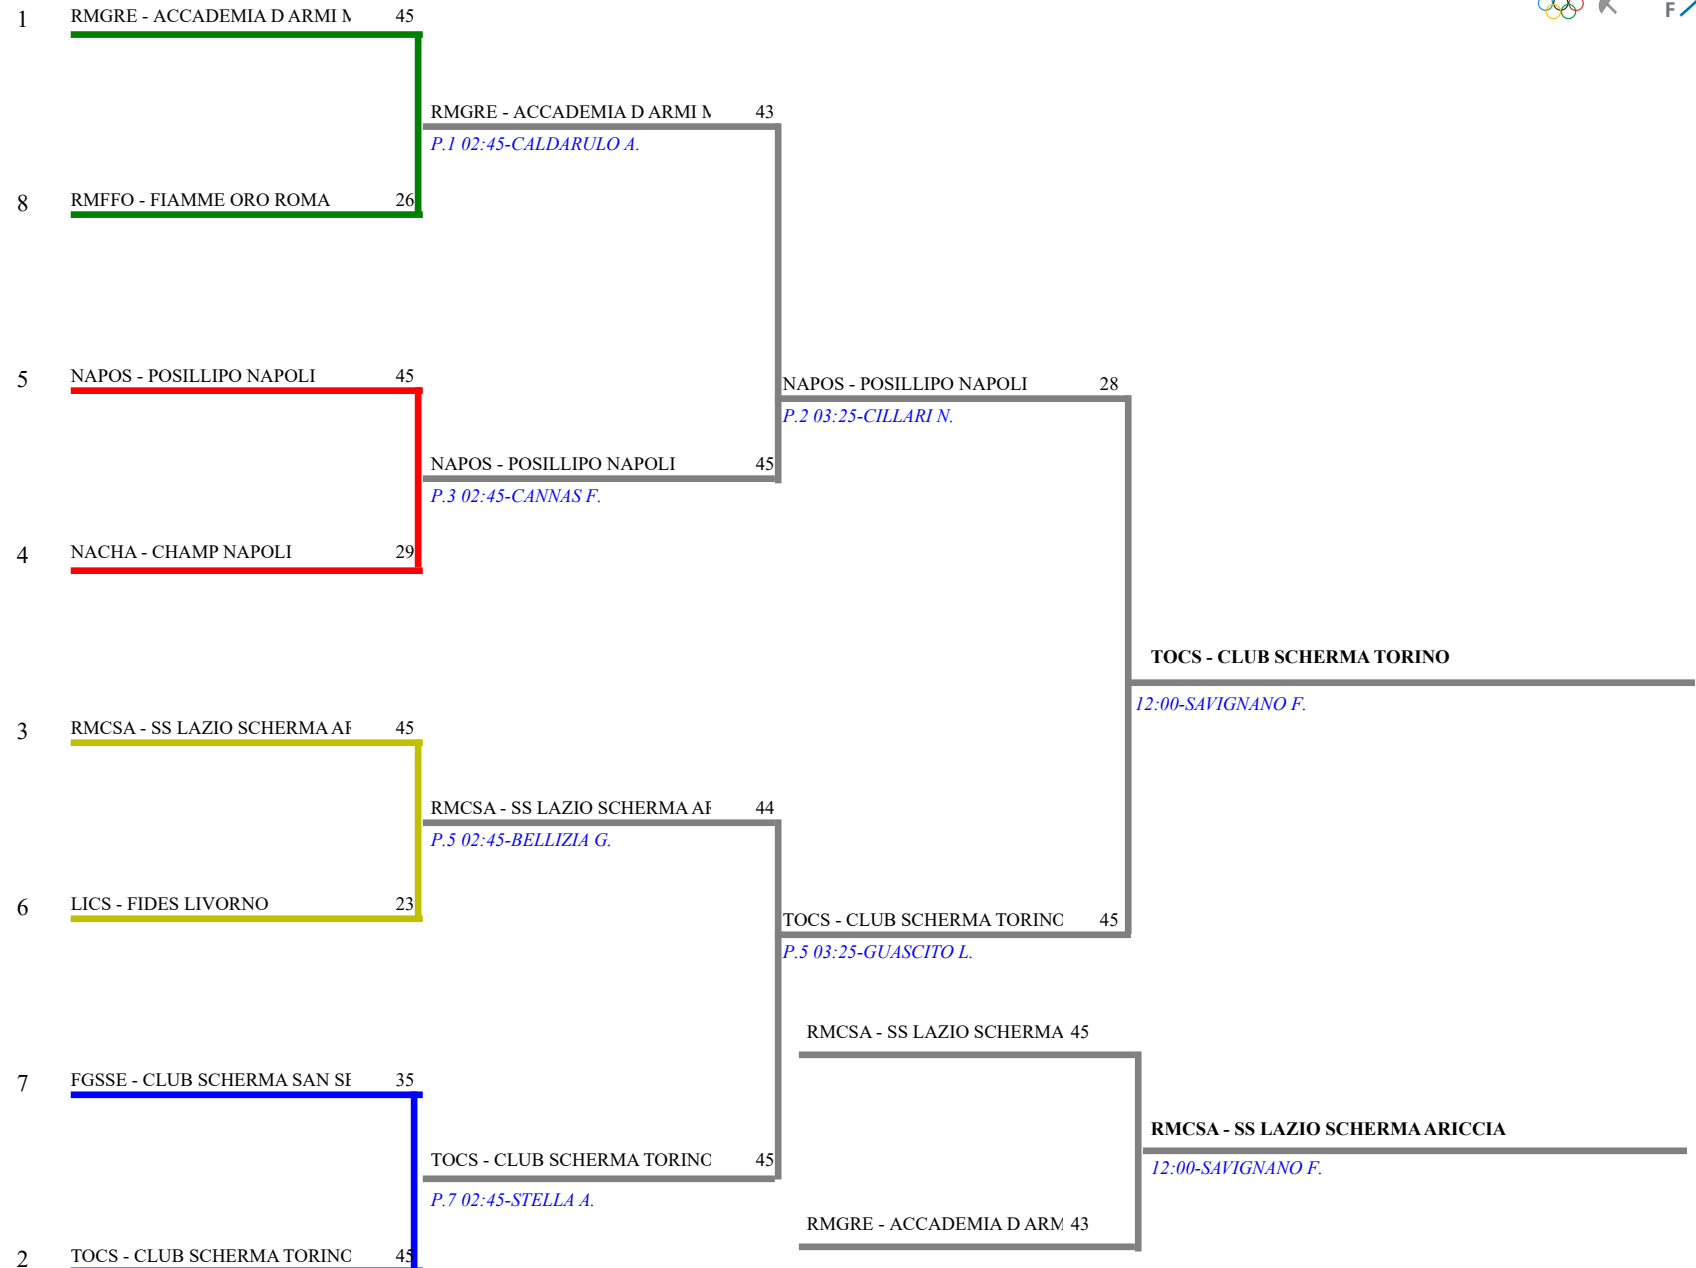 1 RMGRE - ACCADEMIA D ARMI M 45
F
RMGRE - ACCADEMIA D ARMI M 43
P.1 02:45-CALDARULO A.
8 RMFFO - FIAMME ORO ROMA 26
5 NAPOS - POSILLIPO NAPOLI 45
NAPOS - POSILLIPO NAPOLI 28
P.2 03:25-CILLARI N.
NAPOS - POSILLIPO NAPOLI 45
P.3 02:45-CANNAS F.
4 NACHA - CHAMP NAPOLI 29
TOCS - CLUB SCHERMA TORINO
12:00-SAVIGNANO F.
3 RMCSA - SS LAZIO SCHERMA AR 45
RMCSA - SS LAZIO SCHERMA AR 44
P.5 02:45-BELLIZIA G.
6 LICS - FIDES LIVORNO 23
TOCS - CLUB SCHERMA TORINO 45
P.5 03:25-GUASCITO L.
RMCSA - SS LAZIO SCHERMA 45
7 FGSSE - CLUB SCHERMA SAN SE 35
RMCSA - SS LAZIO SCHERMA ARICCIA
12:00-SAVIGNANO F.
TOCS - CLUB SCHERMA TORINO 45
P.7 02:45-STELLA A.
RMGRE - ACCADEMIA D ARM 43
2 TOCS - CLUB SCHERMA TORINO 45